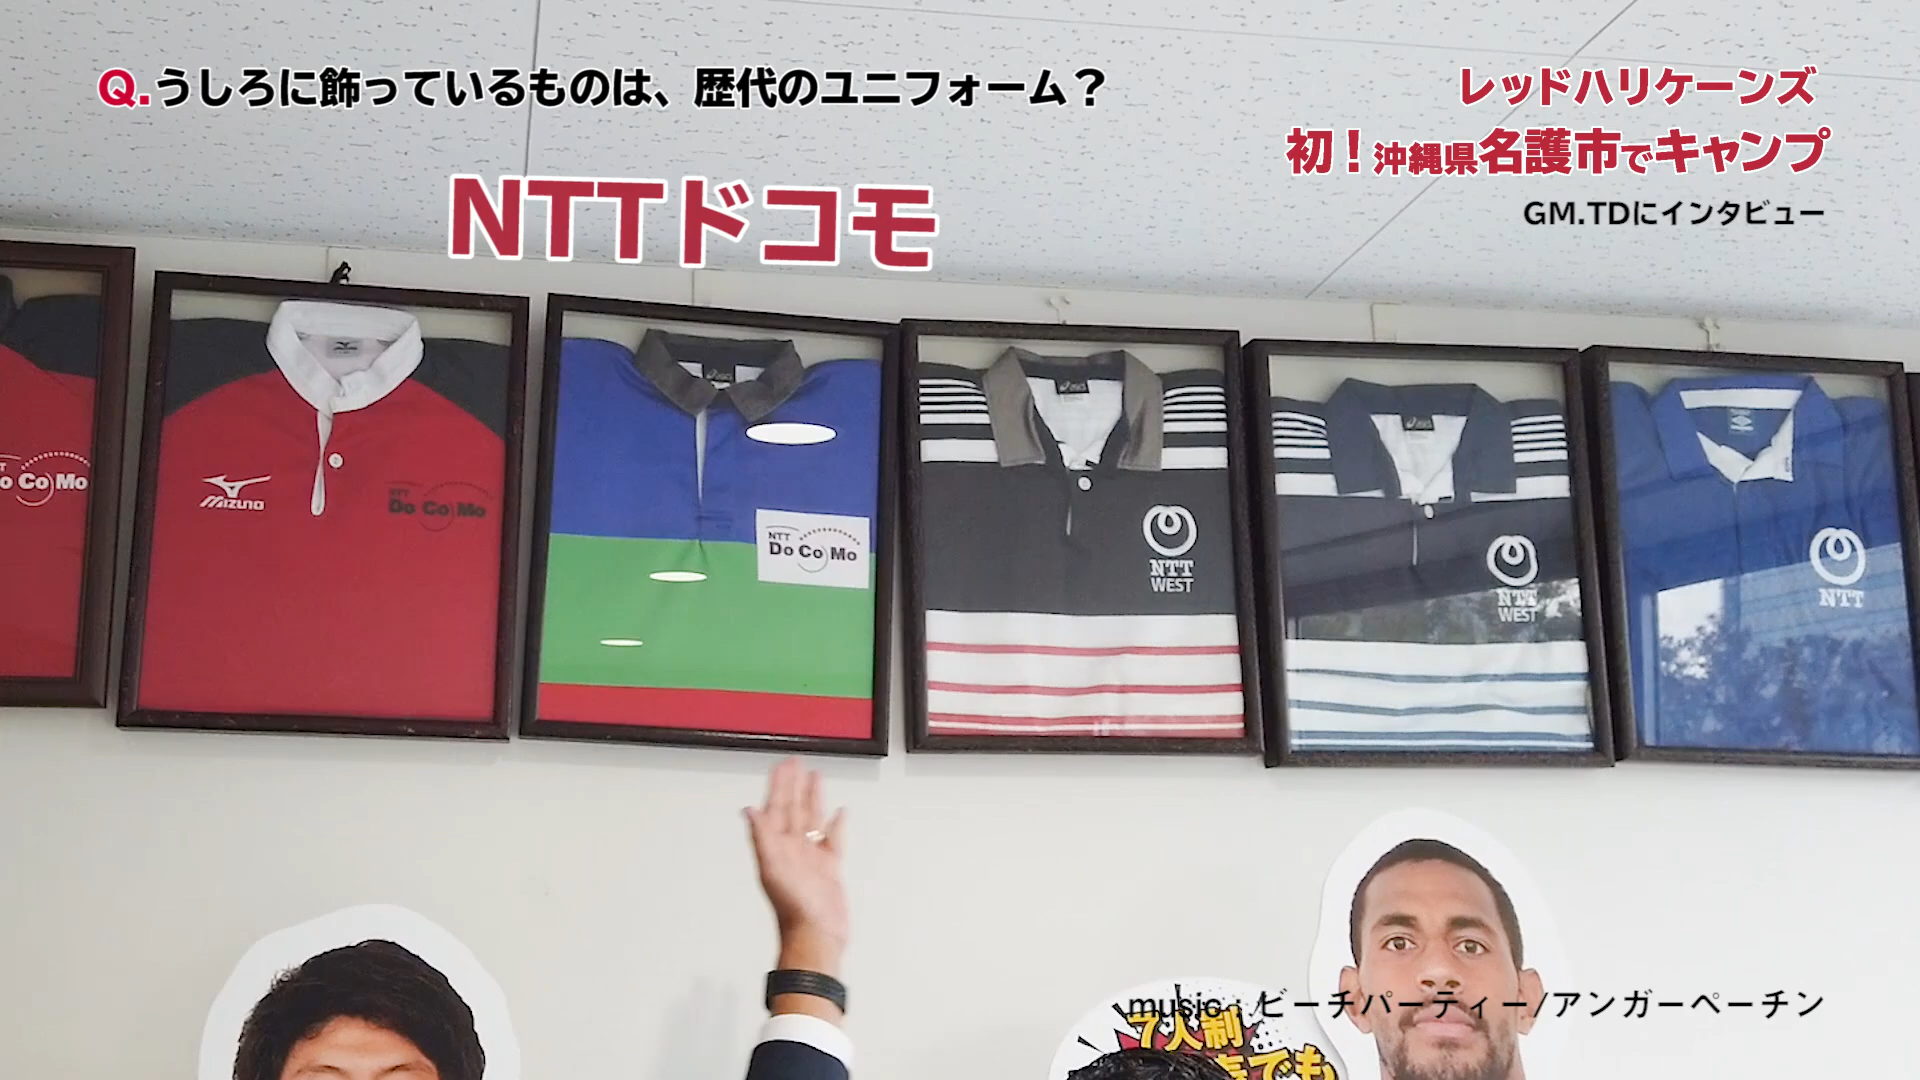 Q.うしろに飾っているものは、歴代のユニフォーム？
レッドハリケーンズ
初！沖縄県名護市でキャンプ
GM.TDにインタビュー
NTTドコモ
Do Co Mo
MIZUNO
NTT
Do Co Mo
NTT
Do Co Mo
NTT
WEST
NTT
WEST
NTT
music：ビーチパーティー/アンガーペーチン
7人制
でも